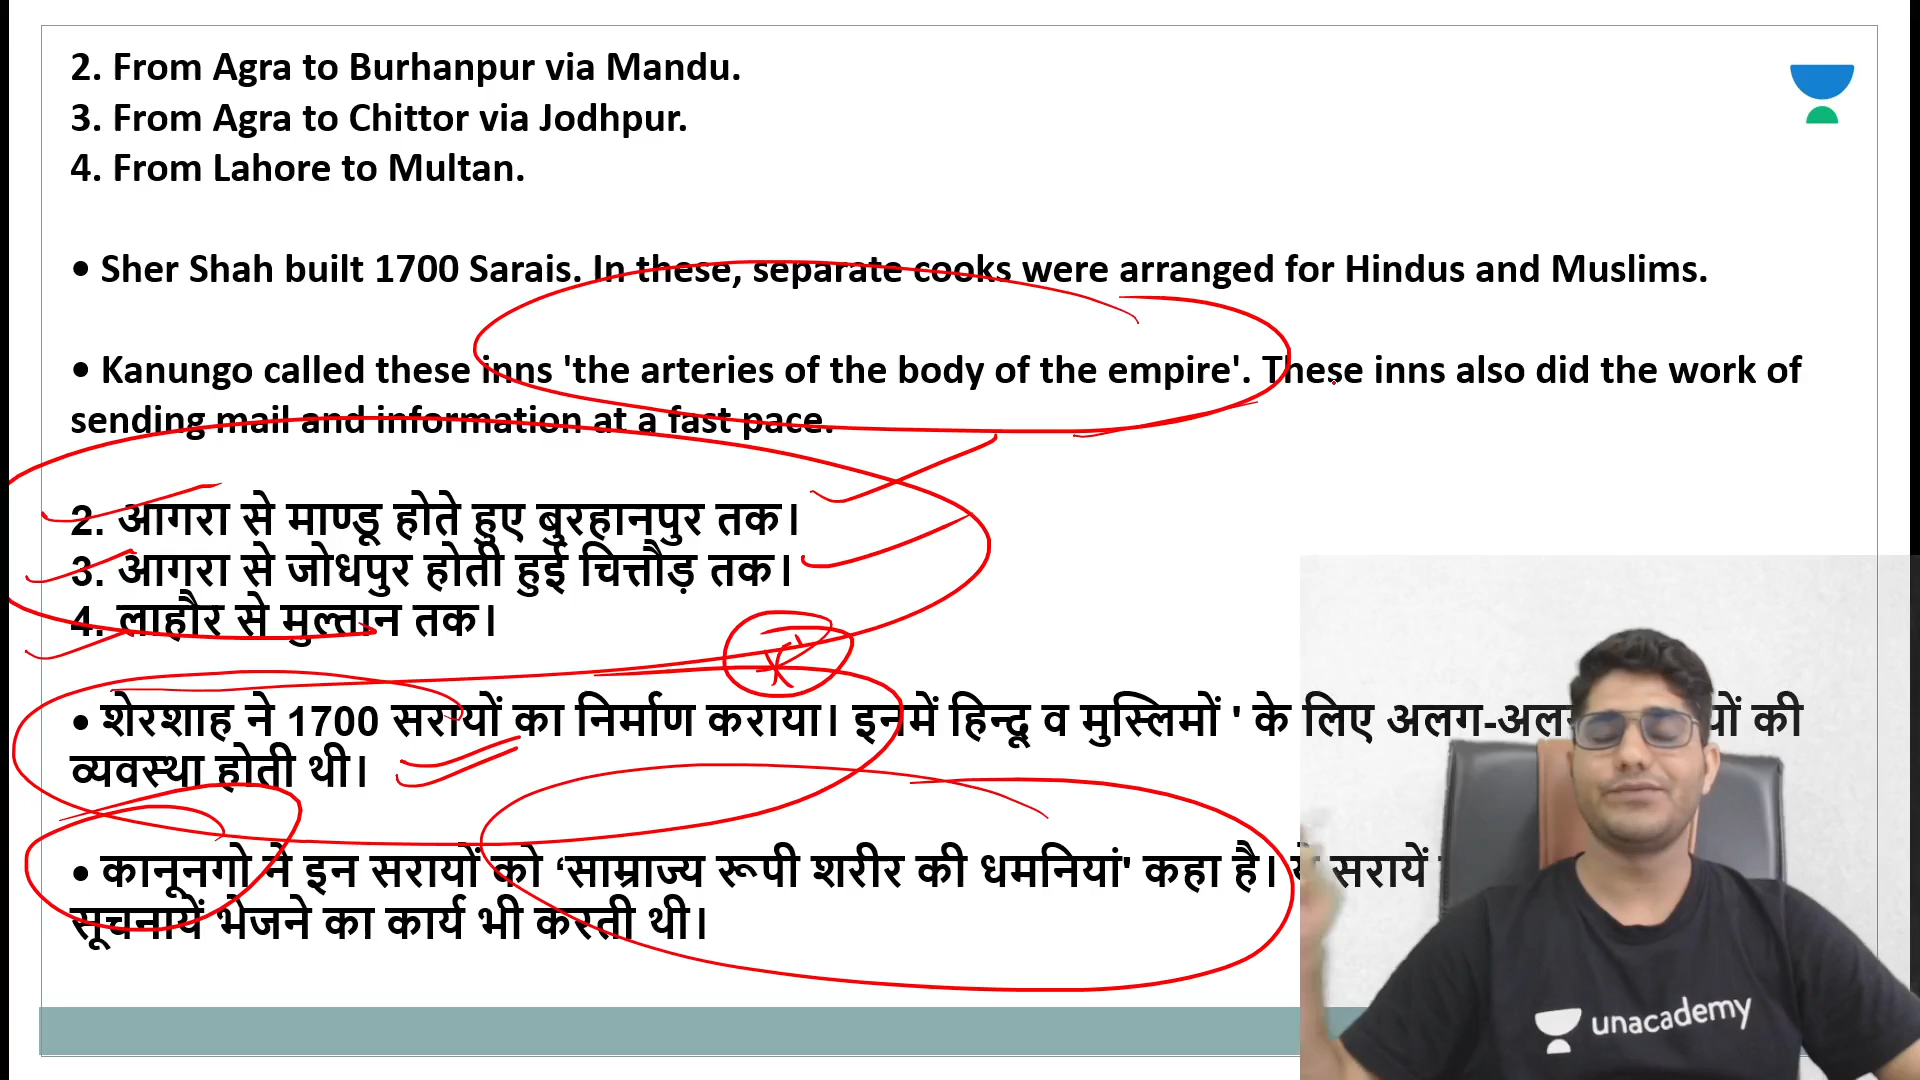 2. From Agra to Burhanpur via Mandu.
3. From Agra to Chittor via Jodhpur.
4. From Lahore to Multan.
• Sher Shah built 1700 Sarais. In these, separate cooks were arranged for Hindus and Muslims.
• Kanungo called these inns 'the arteries of the body of the empire'. These inns also did the work of
sending mail and information at a fast pace.
2. आगरा से माण्डू होते हुए बुरहानपुर तक।
3. आगरा से जोधपुर होती हुई चित्तौड़ तक।
4. लाहौर से मुल्तान तक।
• शेरशाह ने 1700 सरायों का निर्माण कराया। इनमें हिन्दू व मुस्लिमों ' के लिए की
व्यवस्था होती थी।
• कानूनगो ने इन सरायों को ‘साम्राज्य रूपी शरीर की धमनियां' कहा है। सरायें
सूचनायें भेजने का कार्य भी करती थी।
unacademy